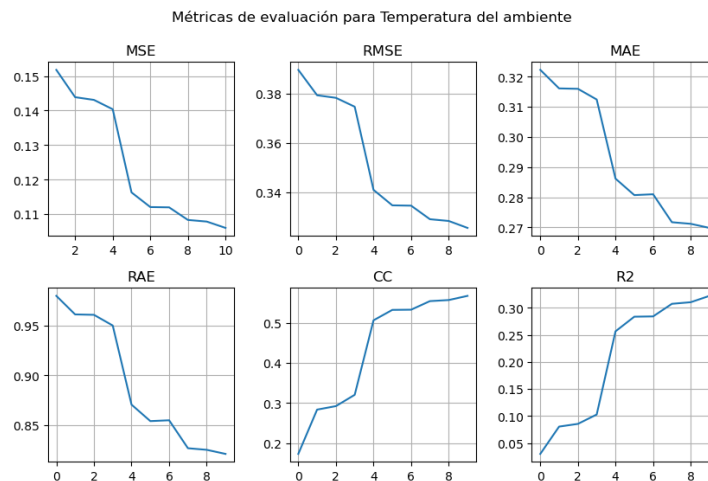 Métricas de evaluación para Temperatura del ambiente
MSE
RMSE
MAE
0.15
0.14
0.13
0.12
0.11
2 4 6 8 10
0.38
0.36
0.34
0 2 4 6 8
0.32
0.31
0.30
0.29
0.28
0.27
0 2 4 6 8
RAE
CC
R2
0.95
0.90
0.85
0 2 4 6 8
0.5
0.4
0.3
0.2
0 2 4 6 8
0.30
0.25
0.20
0.15
0.10
0.05
0 2 4 6 8